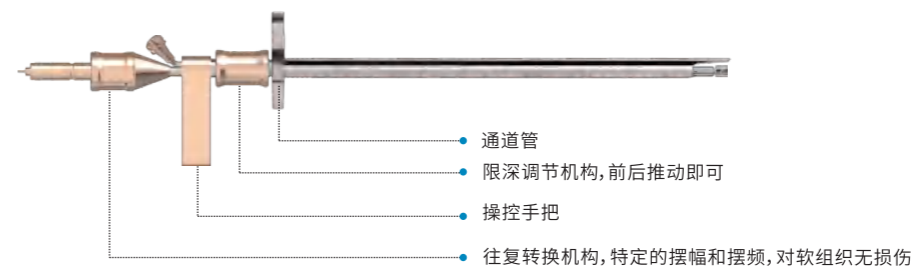 通道管
限深调节机构,前后推动即可
操控手把
往复转换机构,特定的摆幅和摆频,对软组织无损伤